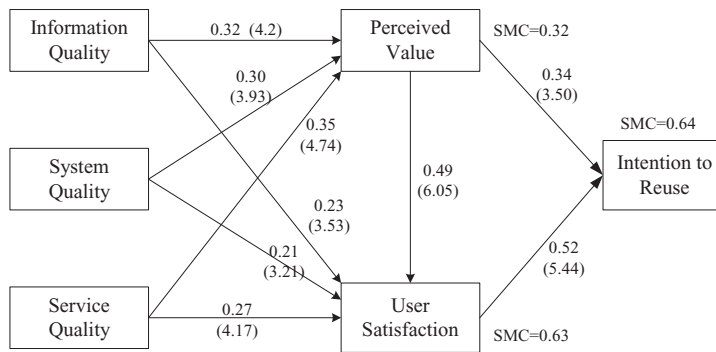 Information
Quality
0.32 (4.2)
Perceived
Value
SMC=0.32
0.30
(3.93)
0.34
(3.50)
0.35
(4.74)
SMC=0.64
System
Quality
0.49
(6.05)
Intention to
Reuse
0.23
(3.53)
0.21
(3.21)
0.52
(5.44)
Service
Quality
0.27
(4.17)
User
Satisfaction
SMC=0.63